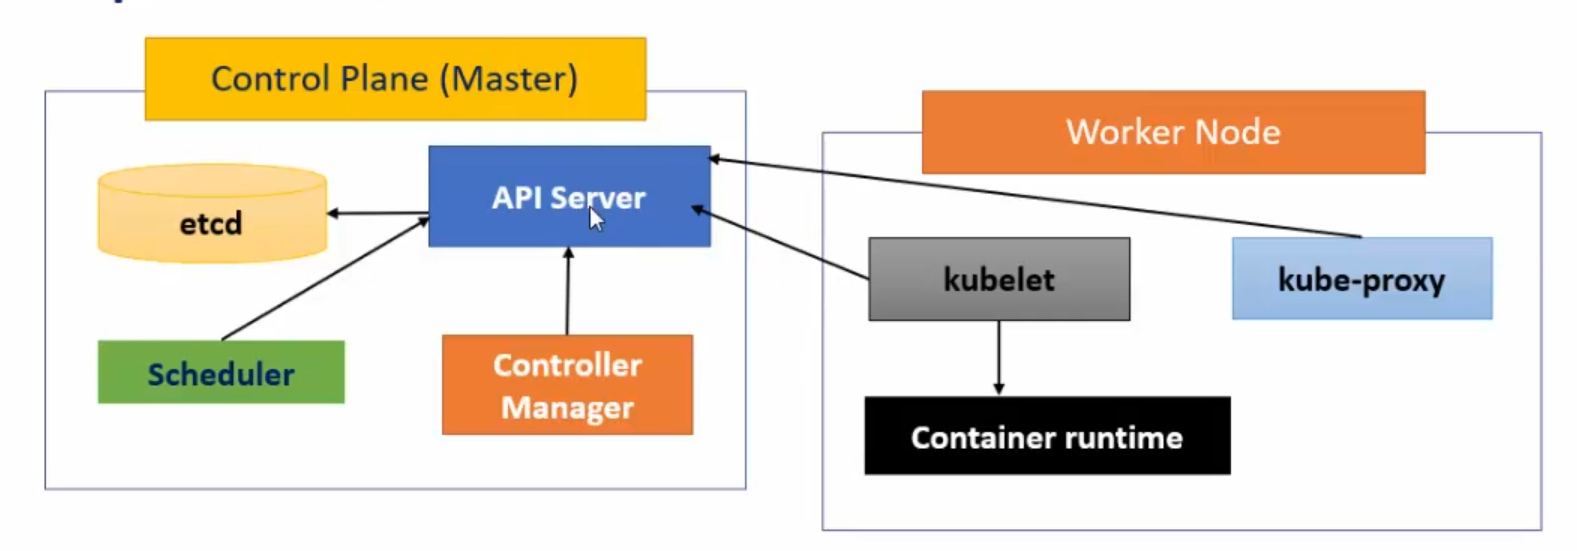 Control Plane (Master)
Worker Node
API Server
etcd
kubelet
kube-proxy
Scheduler
Controller
Manager
Container runtime